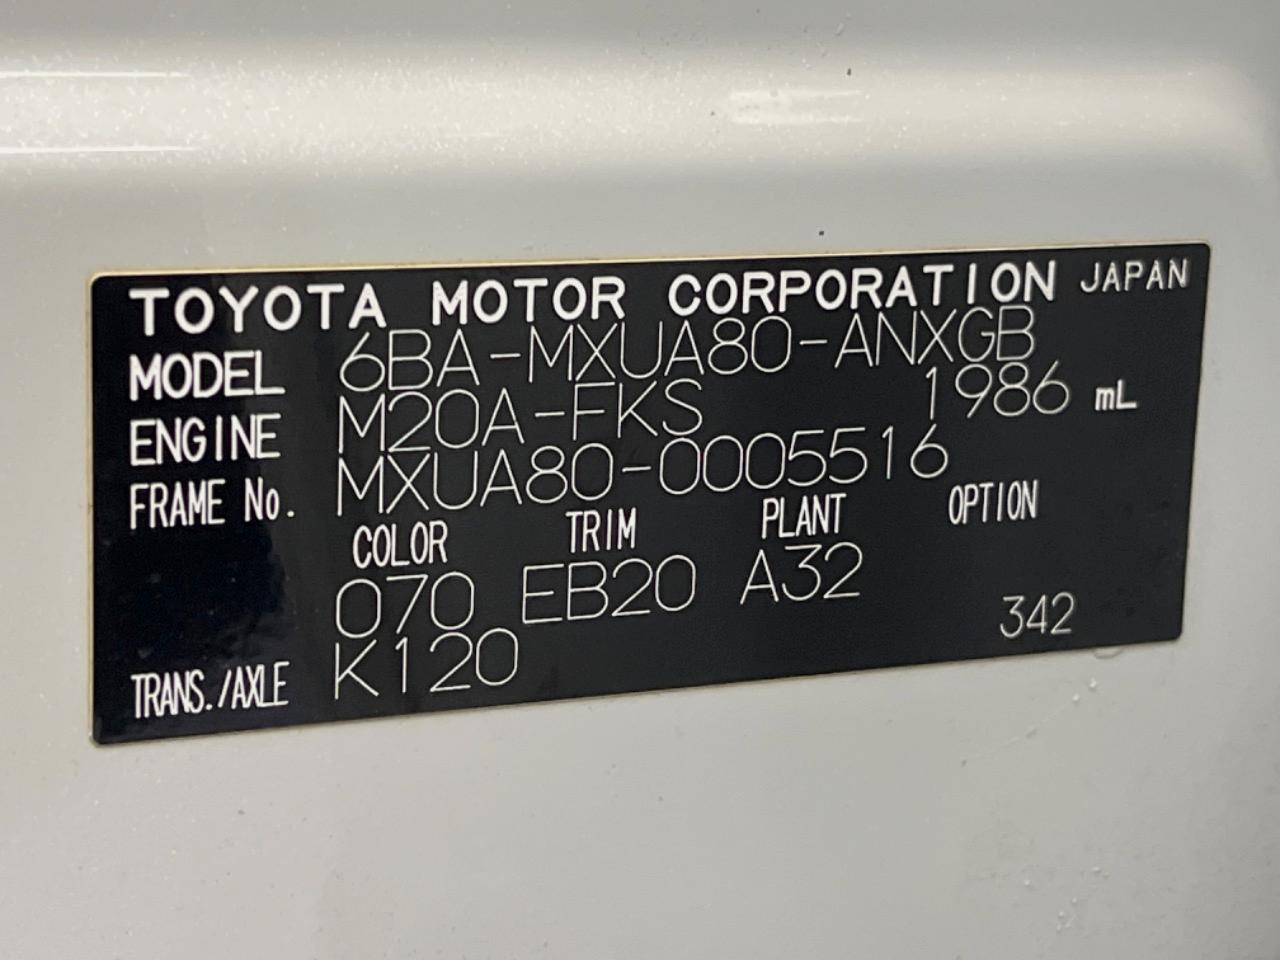 TOYOTA MOTOR CORPORATION JAPAN
MODEL 6BA-MXUA80-ANXGB
ENGINE M20A-FKS 1986 mL
FRAME No. MXUA80-0005516
COLOR TRIM PLANT OPTION
070 EB20 A32
TRANS./AXLE K120 342